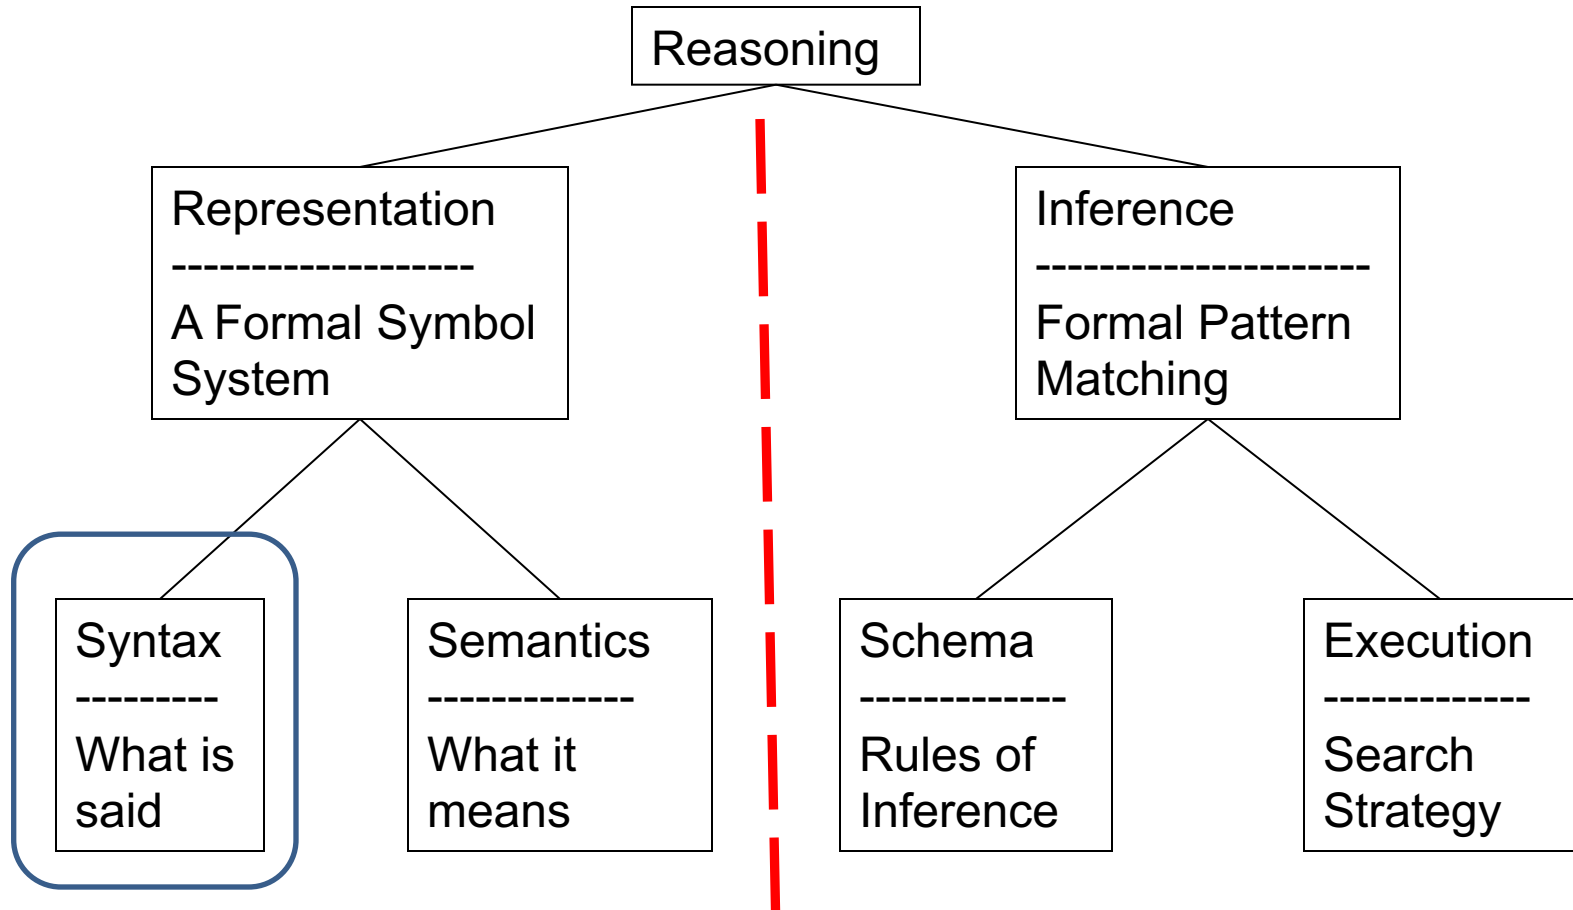 Reasoning
Representation
-------------------
A Formal Symbol
System
Inference
---------------------
Formal Pattern
Matching
Syntax
---------
What is
said
Semantics
-------------
What it
means
Schema
-------------
Rules of
Inference
Execution
-------------
Search
Strategy